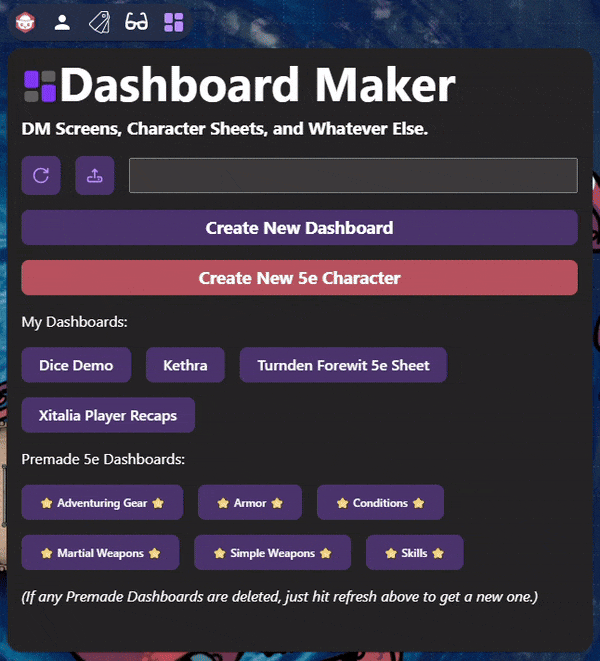 Dashboard Maker
DM Screens, Character Sheets, and Whatever Else.
Create New Dashboard
Create New 5e Character
My Dashboards:
Dice Demo Kethra Turnden Forewit 5e Sheet
Xitalia Player Recaps
Premade 5e Dashboards:
Adventuring Gear Armor Conditions
Martial Weapons Simple Weapons Skills
(If any Premade Dashboards are deleted, just hit refresh above to get a new one.)